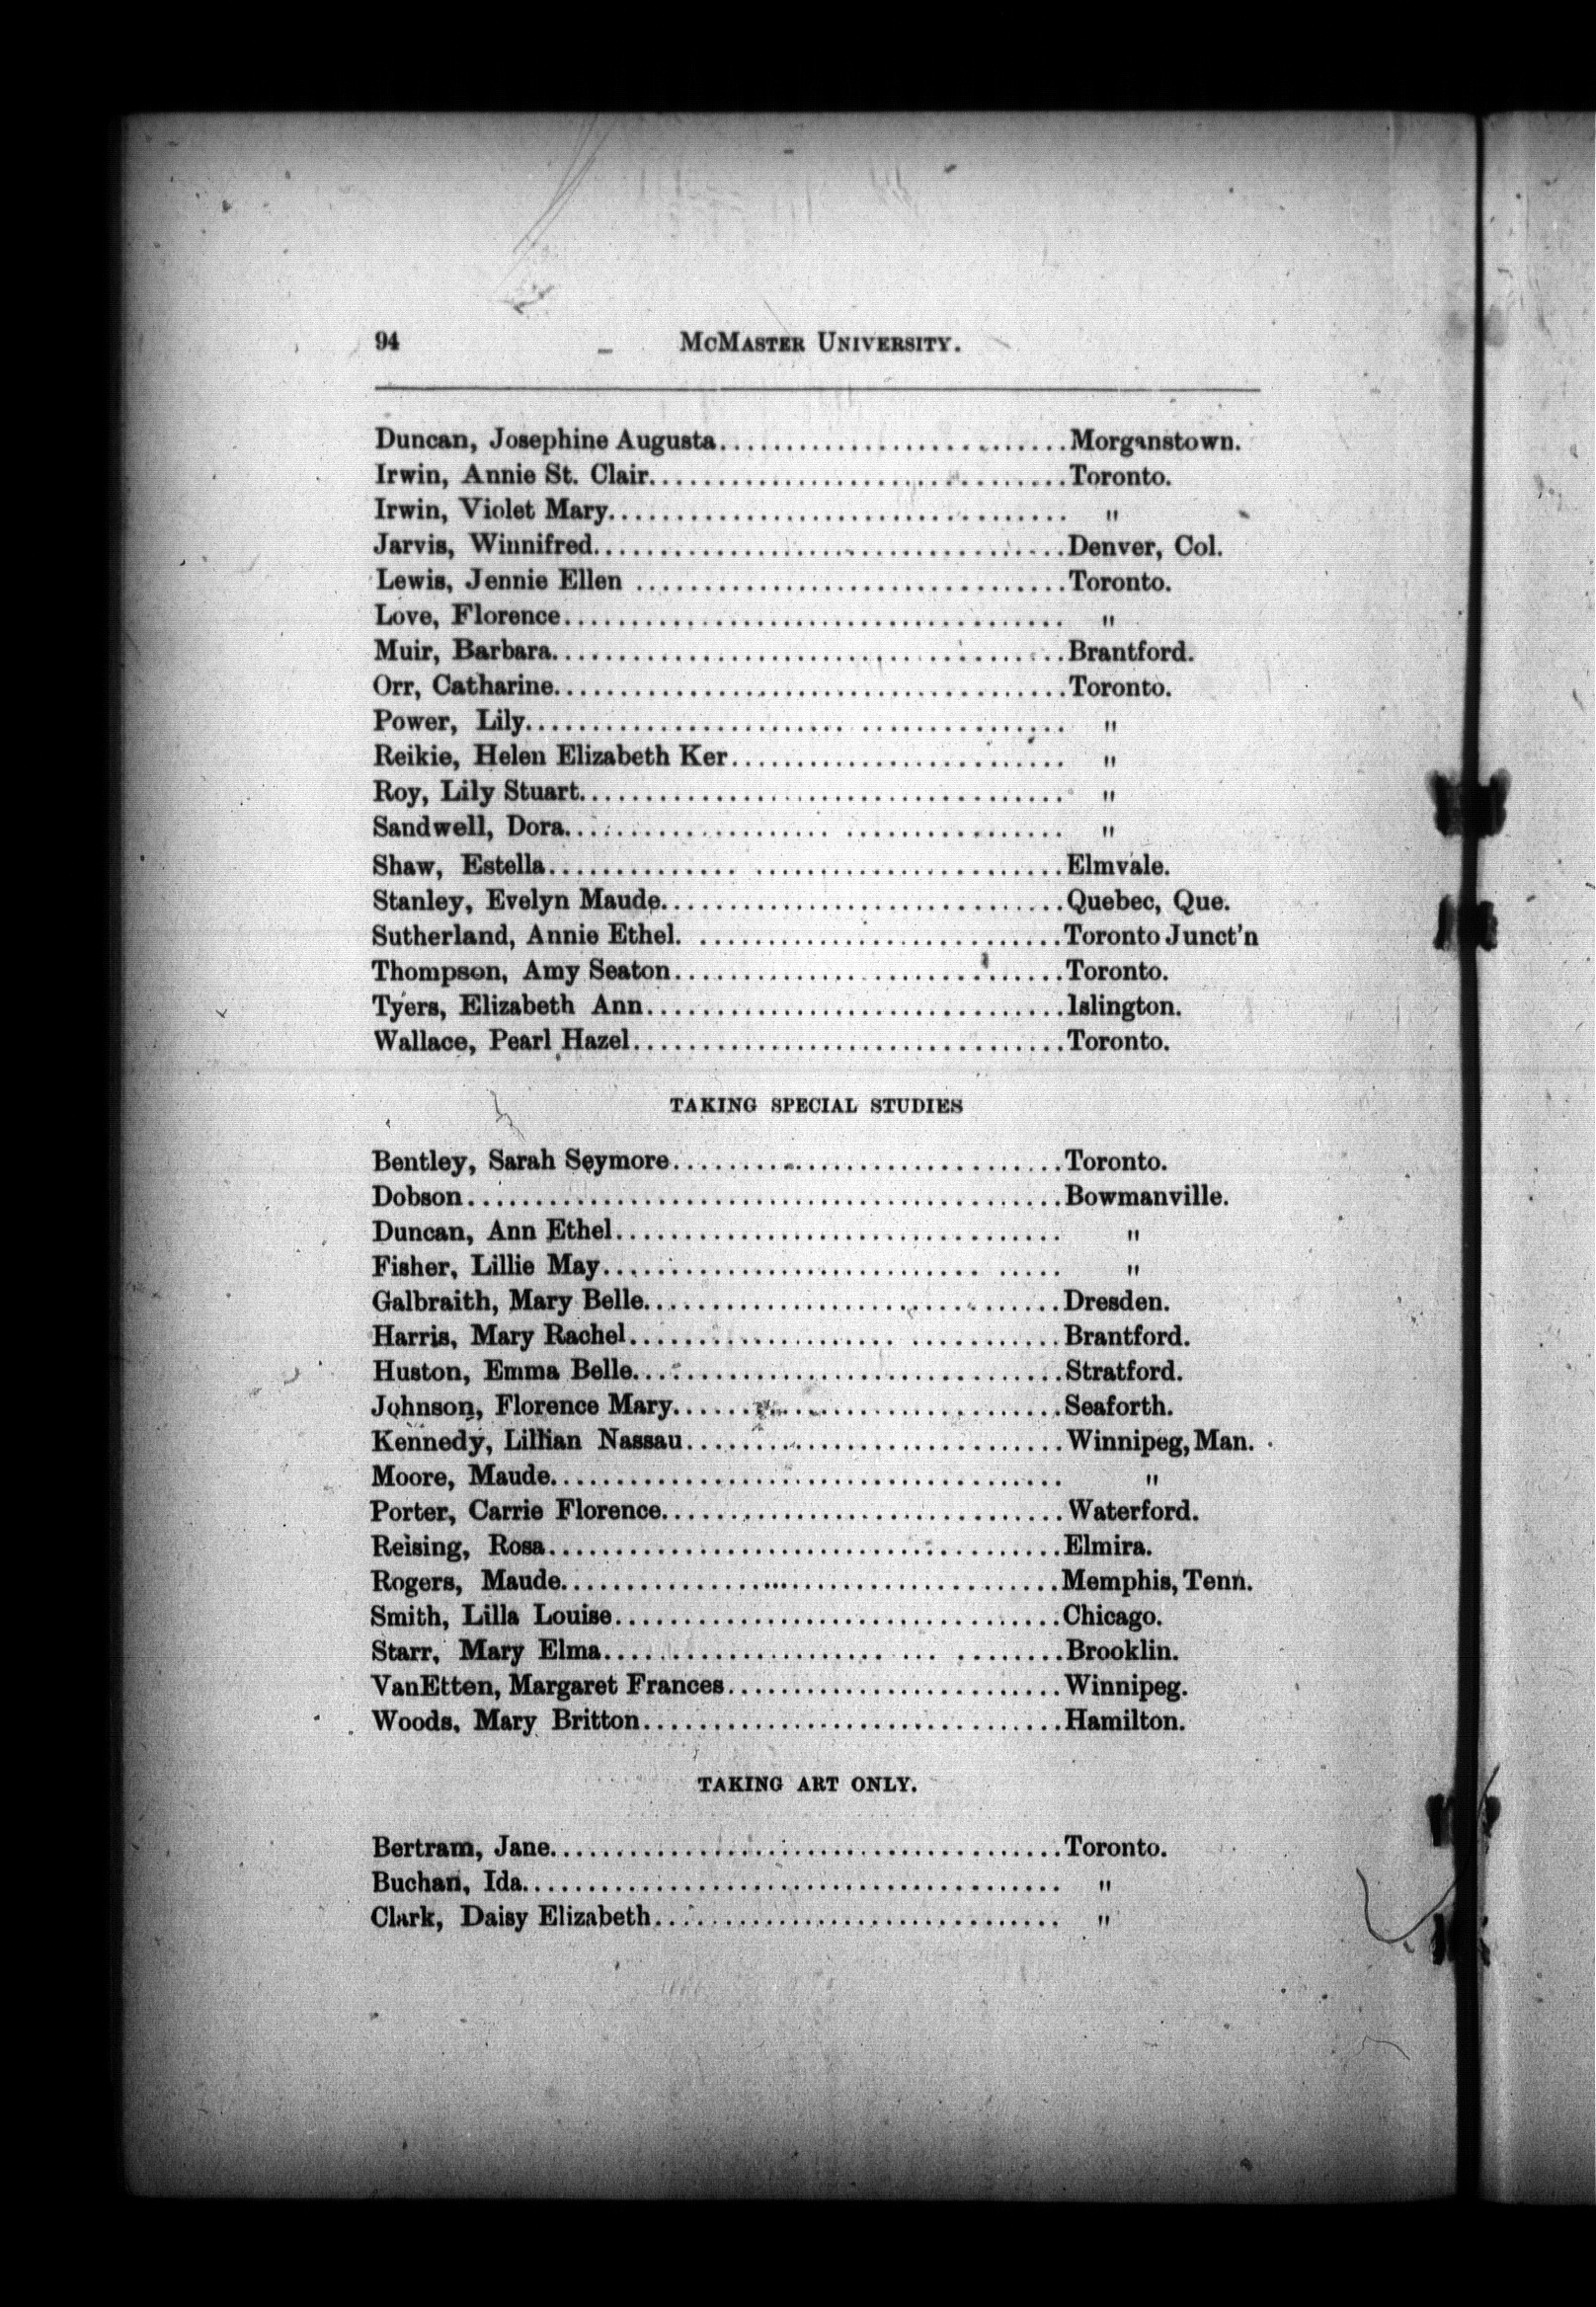 94 McMaster University.
Duncan, Josephine Augusta..........................Morganstown.
Irwin, Annie St. Clair...............................Toronto.
Irwin, Violet Mary.................................. "
Jarvis, Winnifred...................................Denver, Col.
Lewis, Jennie Ellen ................................Toronto.
Love, Florence..................................... "
Muir, Barbara......................................Brantford.
Orr, Catharine......................................Toronto.
Power, Lily........................................ "
Reikie, Helen Elizabeth Ker......................... "
Roy, Lily Stuart.................................... "
Sandwell, Dora.................... ................ "
Shaw, Estella.............. .......................Elmvale.
Stanley, Evelyn Maude..............................Quebec, Que.
Sutherland, Annie Ethel. ...........................Toronto Junct'n
Thompson, Amy Seaton.............................Toronto.
Tyers, Elizabeth Ann...............................Islington.
Wallace, Pearl Hazel................................Toronto.
TAKING SPECIAL STUDIES
Bentley, Sarah Seymore.............................Toronto.
Dobson............................................Bowmanville.
Duncan, Ann Ethel................................. "
Fisher, Lillie May............................ ..... "
Galbraith, Mary Belle...............................Dresden.
Harris, Mary Rachel.................... ...........Brantford.
Huston, Emma Belle................................Stratford.
Johnson, Florence Mary.............................Seaforth.
Kennedy, Lillian Nassau............................Winnipeg, Man.
Moore, Maude...................................... "
Porter, Carrie Florence..............................Waterford.
Reising, Rosa......................................Elmira.
Rogers, Maude.....................................Memphis, Tenn.
Smith, Lilla Louise.................................Chicago.
Starr, Mary Elma..................... ... ........Brooklin.
VanEtten, Margaret Frances.........................Winnipeg.
Woods, Mary Britton...............................Hamilton.
TAKING ART ONLY.
Bertram, Jane......................................Toronto.
Buchan, Ida........................................ "
Clark, Daisy Elizabeth.............................. "